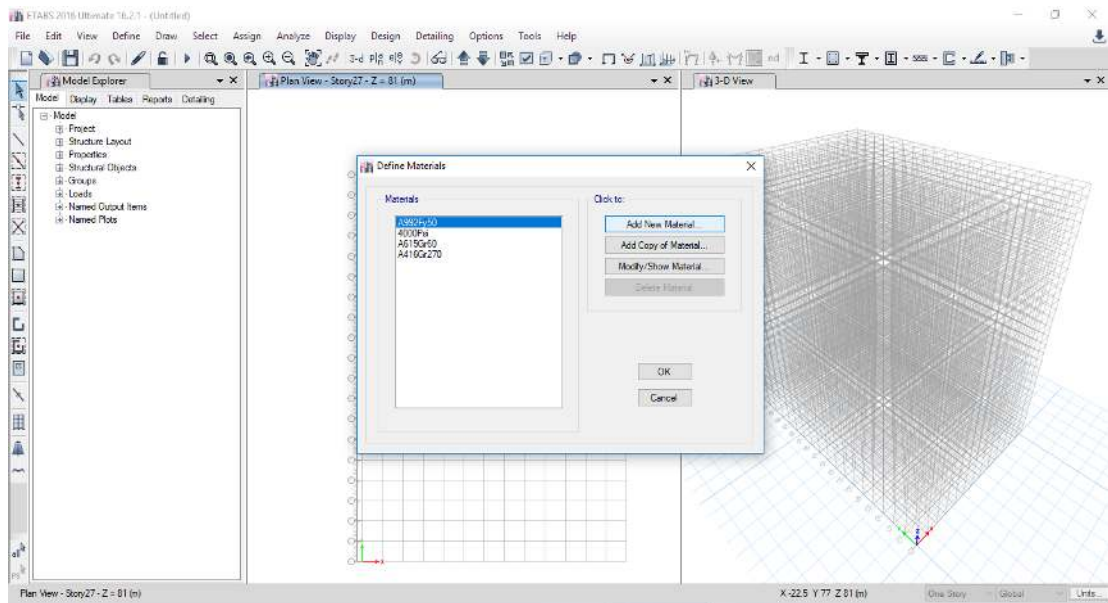 ETABS 2016 Ultimate 16.2.1 - (Untitled)
File Edit View Define Draw Select Assign Analyze Display Design Detailing Options Tools Help
3-d
Model Explorer
Plan View - Story27 - Z = 81 (m)
3-D View
Model Display Tables Reports Detailing
Model
Project
Structure Layout
Properties
Structural Objects
Groups
Loads
Named Output Items
Named Plots
Define Materials
Materials
A992Fy50
4000Psi
A615Gr60
A416Gr270
Click to:
Add New Material...
Add Copy of Material...
Modify/Show Material...
Delete Material
OK
Cancel
Plan View - Story27 - Z = 81 (m)
X -22.5 Y 77 Z 81 (m)
One Story
Global
Units...